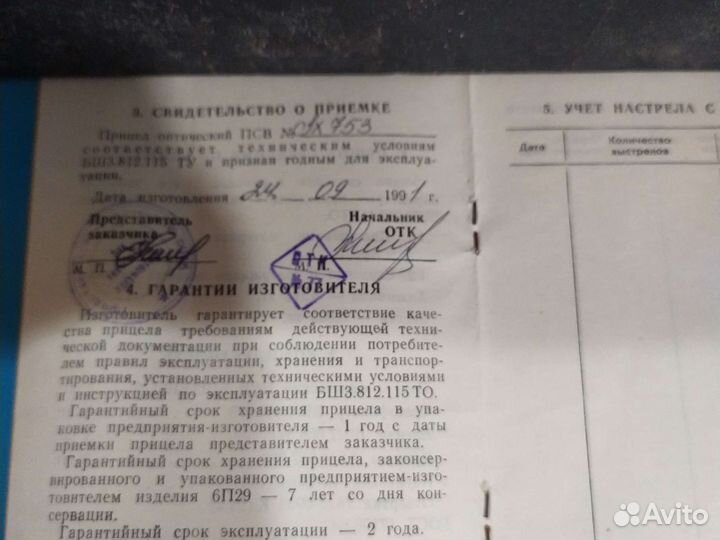 3. СВИДЕТЕЛЬСТВО О ПРИЕМКЕ
Прицел оптический ПСВ № 753
соответствует техническим условиям
БШ3.812.115 ТУ и признан годным для эксплуа-
тации.
Дата изготовления 24 09 1991 г.
Представитель
заказчика
Начальник
ОТК
М. П.
М. П.
ОТК
4. ГАРАНТИИ ИЗГОТОВИТЕЛЯ
Изготовитель гарантирует соответствие каче-
ства прицела требованиям действующей техни-
ческой документации при соблюдении потребите-
лем правил эксплуатации, хранения и транспор-
тирования, установленных техническими условиями
и инструкцией по эксплуатации БШ3.812.115 ТО.
Гарантийный срок хранения прицела в упа-
ковке предприятия-изготовителя — 1 год с даты
приемки прицела представителем заказчика.
Гарантийный срок хранения прицела, законсер-
вированного и упакованного предприятием-изго-
товителем изделия 6П29 — 7 лет со дня кон-
сервации.
Гарантийный срок эксплуатации — 2 года.
5. УЧЕТ НАСТРЕЛА С
Дата
Количество
выстрелов
Avito